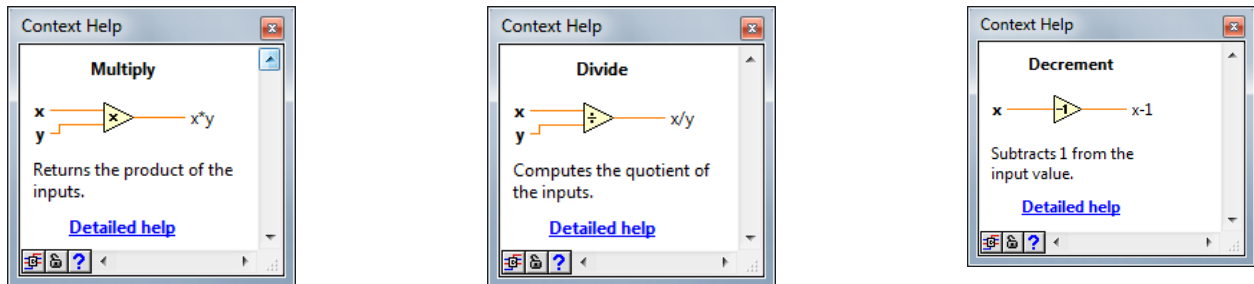 Context Help
Multiply
x
y
x
x*y
Returns the product of the
inputs.
Detailed help
?
Context Help
Divide
x
y
÷
x/y
Computes the quotient of
the inputs.
Detailed help
?
Context Help
Decrement
x
-1
x-1
Subtracts 1 from the
input value.
Detailed help
?